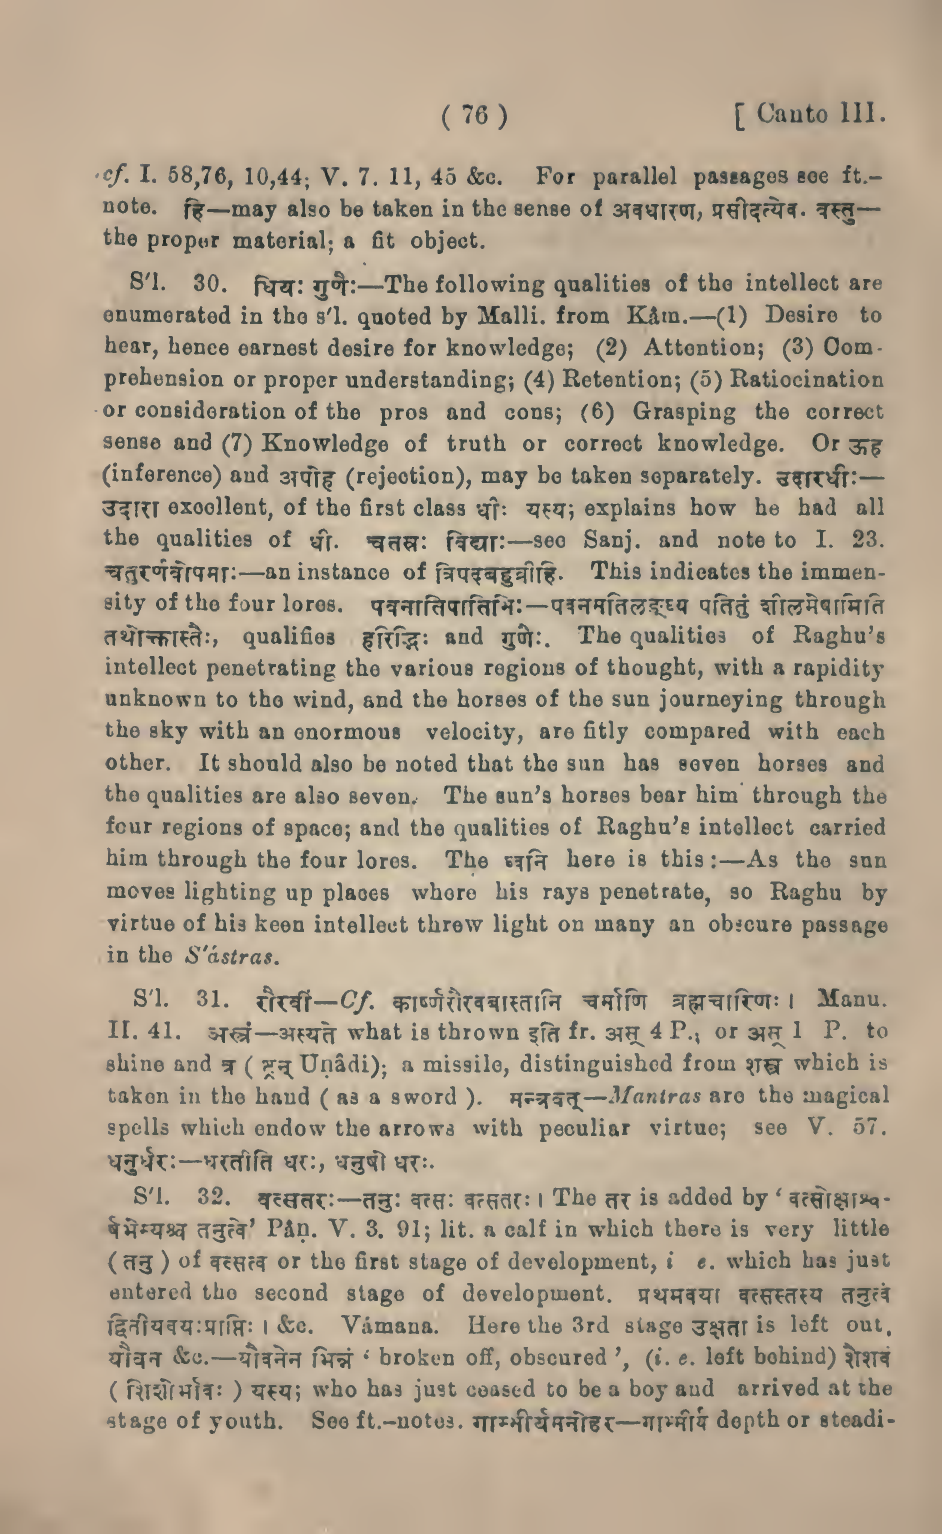 ( 76 ) [ Canto III.
cf. I. 58,76, 10,44; V. 7. 11, 45 &c. For parallel passages see ft.-
note. हि—may also be taken in the sense of अवधारण, प्रसीदत्येव. वस्तु—
the proper material; a fit object.
S'l. 30. धियः गुणैः—The following qualities of the intellect are
enumerated in the s'l. quoted by Malli. from Kâm.—(1) Desire to
hear, hence earnest desire for knowledge; (2) Attention; (3) Com-
prehension or proper understanding; (4) Retention; (5) Ratiocination
or consideration of the pros and cons; (6) Grasping the correct
sense and (7) Knowledge of truth or correct knowledge. Or ऊह
(inference) and अपोह (rejection), may be taken separately. उदारधीः—
उदारा excellent, of the first class धीः यस्य; explains how he had all
the qualities of धी. चतस्रः विद्याः—see Sanj. and note to I. 23.
चतुरर्णवोपमाः—an instance of त्रिपदबहुव्रीहि. This indicates the immen-
sity of the four lores. पवनातिपातिभिः—पवनमतिलङ्घ्य पतितुं शीलमेषामिति
तथोक्तास्तैः, qualifies हरिद्भिः and गुणैः. The qualities of Raghu's
intellect penetrating the various regions of thought, with a rapidity
unknown to the wind, and the horses of the sun journeying through
the sky with an enormous velocity, are fitly compared with each
other. It should also be noted that the sun has seven horses and
the qualities are also seven. The sun's horses bear him through the
four regions of space; and the qualities of Raghu's intellect carried
him through the four lores. The ध्वनि here is this:—As the sun
moves lighting up places where his rays penetrate, so Raghu by
virtue of his keen intellect threw light on many an obscure passage
in the S'ástras.
S'l. 31. रौरवीं—Cf. कार्ष्णरौरवबास्तानि चर्माणि ब्रह्मचारिणः। Manu.
II. 41. अस्त्रं—अस्यते what is thrown इति fr. अस् 4 P.; or अस् 1 P. to
shine and त्र ( ष्ट्रन् Uṇâdi); a missile, distinguished from शस्त्र which is
taken in the hand ( as a sword ). मन्त्रवत्—Mantras are the magical
spells which endow the arrows with peculiar virtue; see V. 57.
धनुर्धरः—धरतीति धरः, धनुषो धरः.
S'l. 32. वत्सतरः—तनुः वत्सः वत्सतरः। The तर is added by ' वत्सोक्षाश्व-
र्षभेभ्यश्च तनुत्वे' Pâṇ. V. 3. 91; lit. a calf in which there is very little
( तनु ) of वत्सत्व or the first stage of development, i e. which has just
entered the second stage of development. प्रथमवया वत्सस्तस्य तनुत्वं
द्वितीयवयःप्राप्तिः। &c. Vámana. Here the 3rd stage उक्षता is left out.
यौवन &c.—यौवनेन भिन्नं ' broken off, obscured ', (i. e. left behind) शैशवं
( शिशोर्भावः ) यस्य; who has just ceased to be a boy and arrived at the
stage of youth. See ft.-notes. गाम्भीर्यमनोहर—गाम्भीर्य depth or steadi-